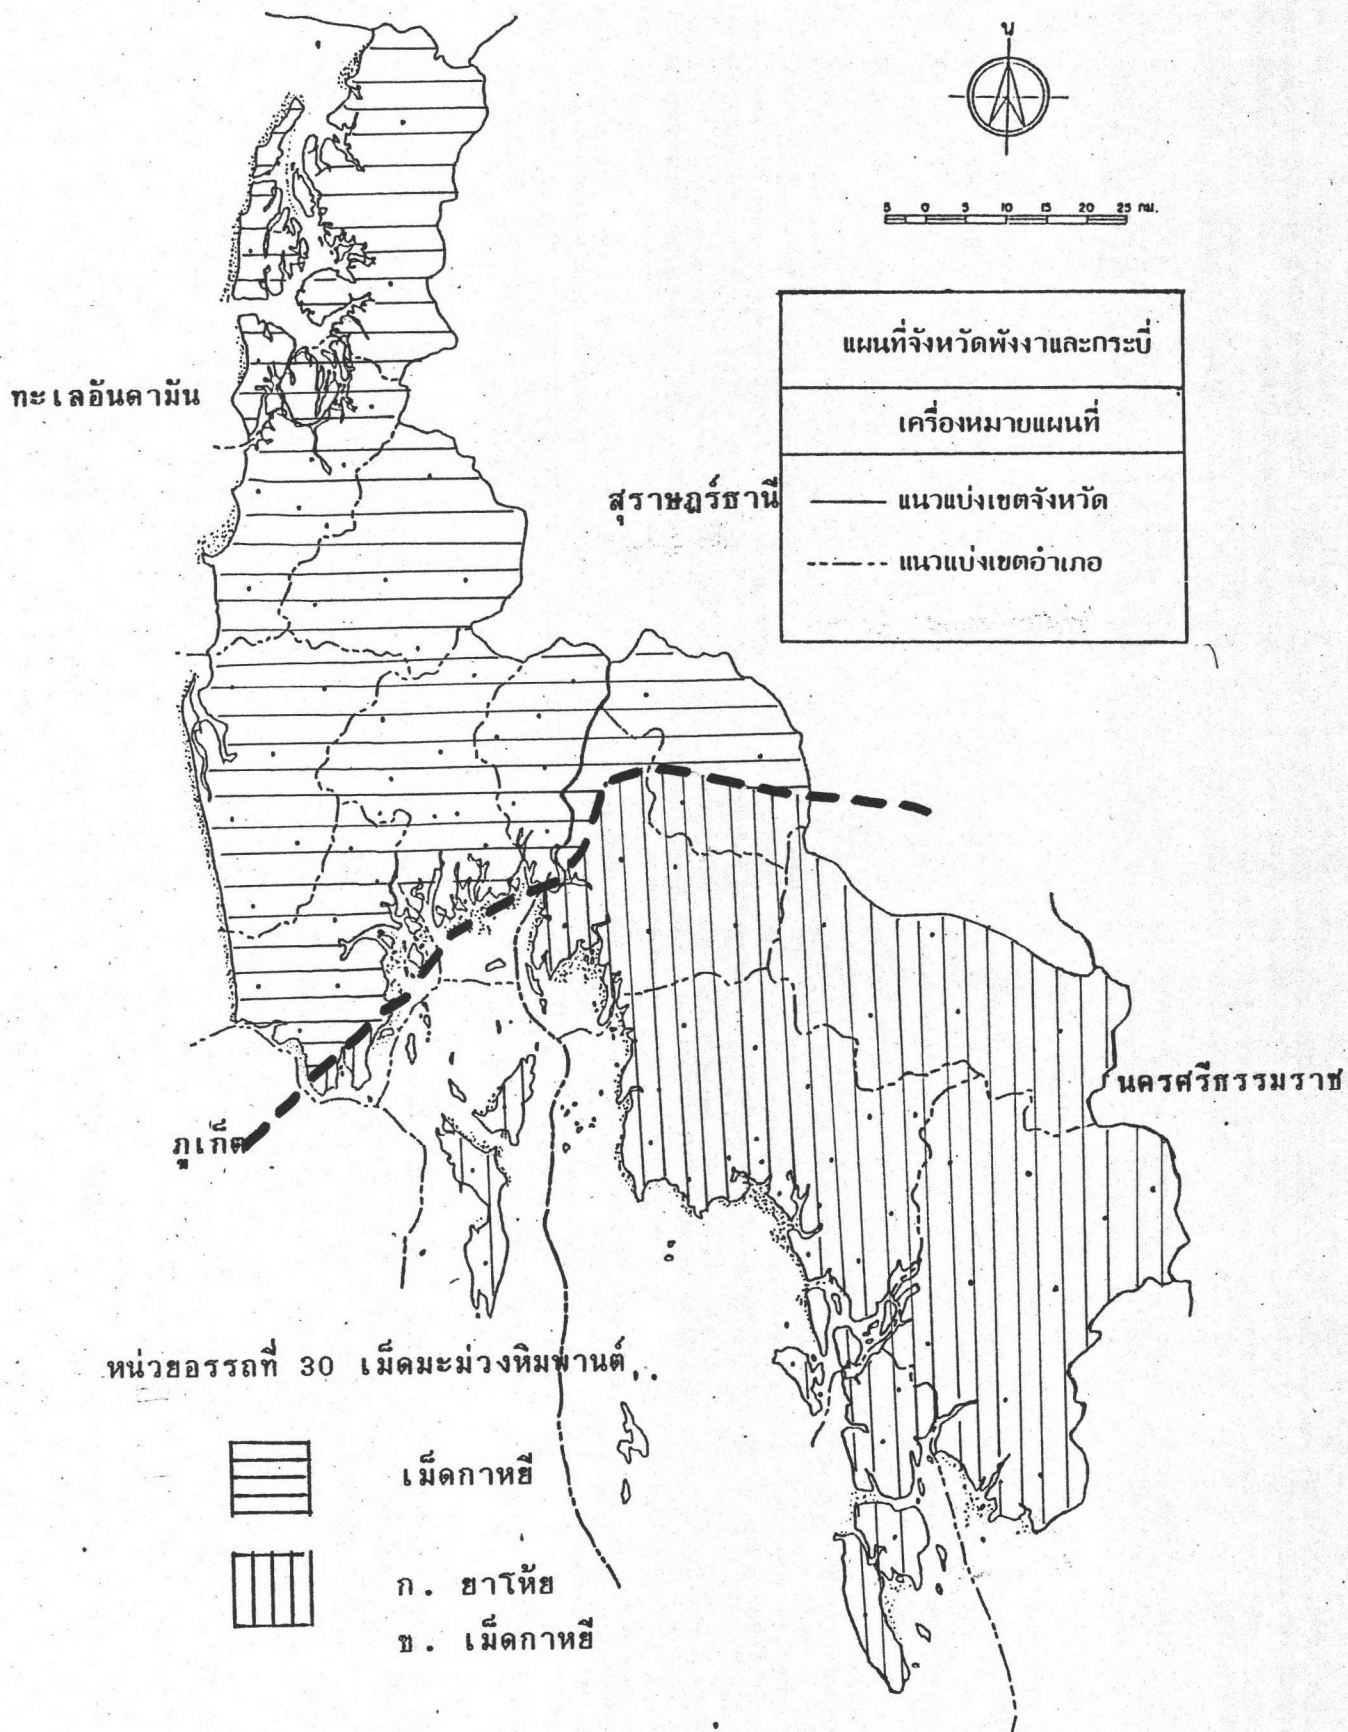 น
5 0 5 10 15 20 25 กม.
แผนที่จังหวัดพังงาและกระบี่
เครื่องหมายแผนที่
แนวแบ่งเขตจังหวัด
แนวแบ่งเขตอำเภอ
ทะเลอันดามัน
สุราษฎร์ธานี
นครศรีธรรมราช
ภูเก็ต
หน่วยอรรถที่ 30 เม็ดมะม่วงหิมพานต์
เม็ดกาหยี
ก. ยาโห้ย
ข. เม็ดกาหยี